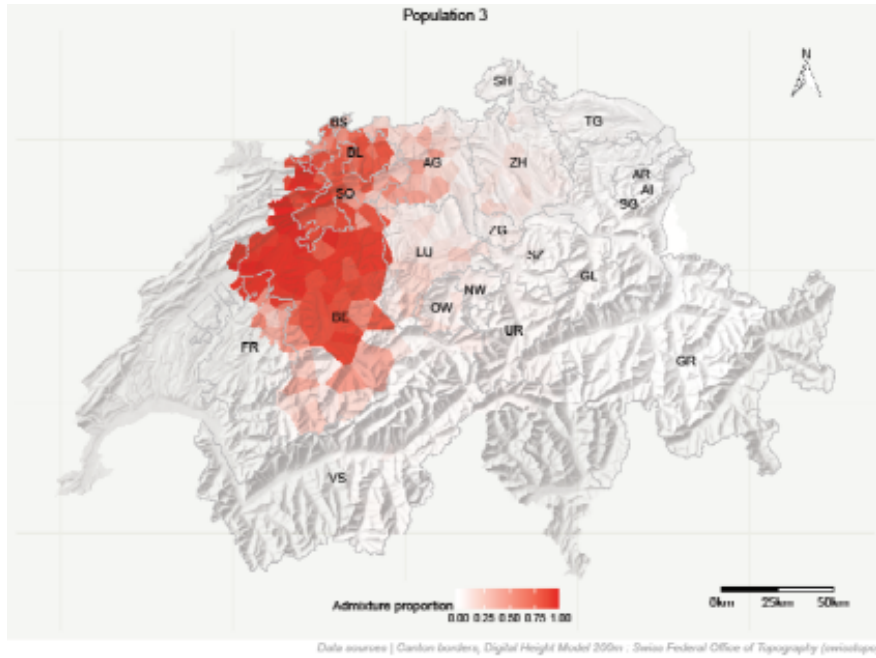 Population 3
N
SH
BS
TG
BL
AG
ZH
AR
AI
SO
SG
ZG
LU
SZ
GL
NW
OW
BE
UR
FR
GR
VS
Admixture proportion
0.00 0.25 0.50 0.75 1.00
0km 25km 50km
Data sources | Canton borders, Digital Height Model 200m . Swiss Federal Office of Topography (swisstopo